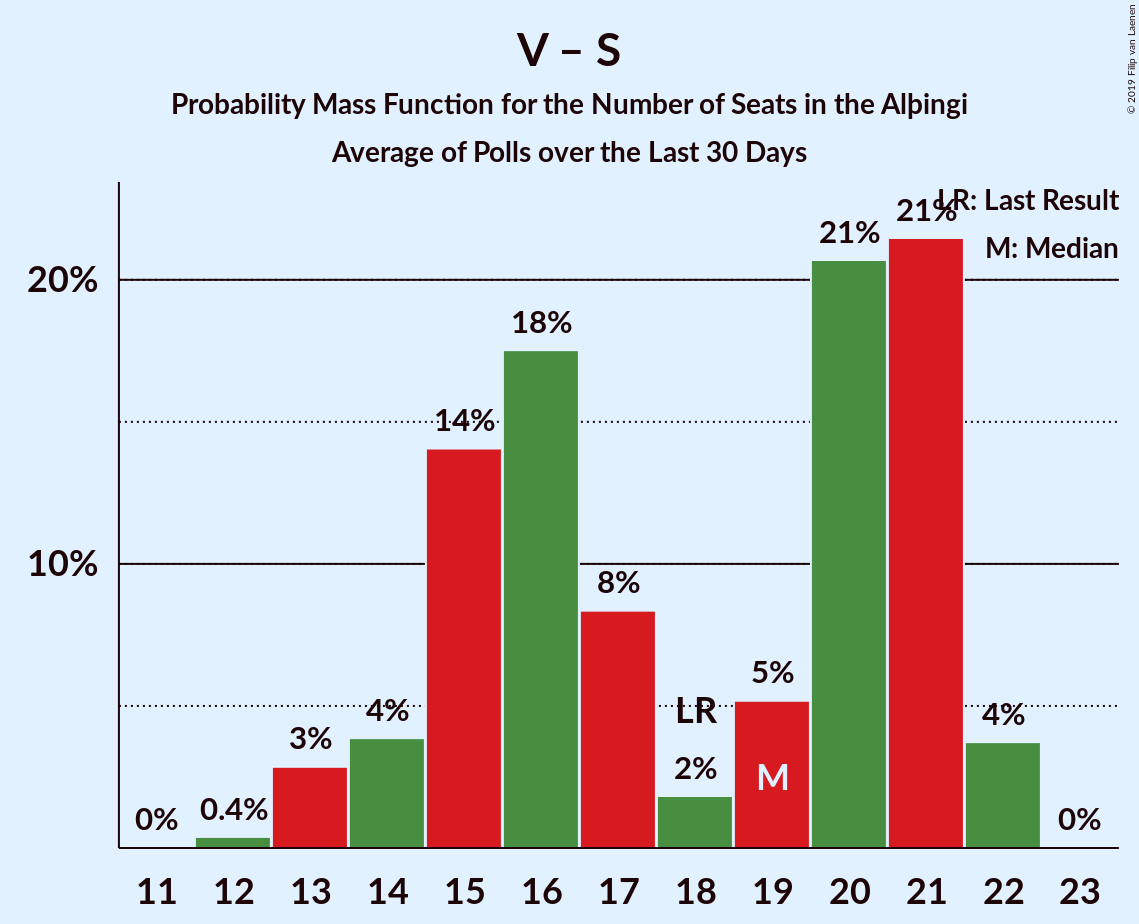 V – S
Probability Mass Function for the Number of Seats in the Alþingi
Average of Polls over the Last 30 Days
© 2019 Filip van Laenen
LR: Last Result
M: Median
20%
10%
0%
0.4%
3%
4%
14%
18%
8%
LR
2%
5%
M
21%
21%
4%
0%
11 12 13 14 15 16 17 18 19 20 21 22 23